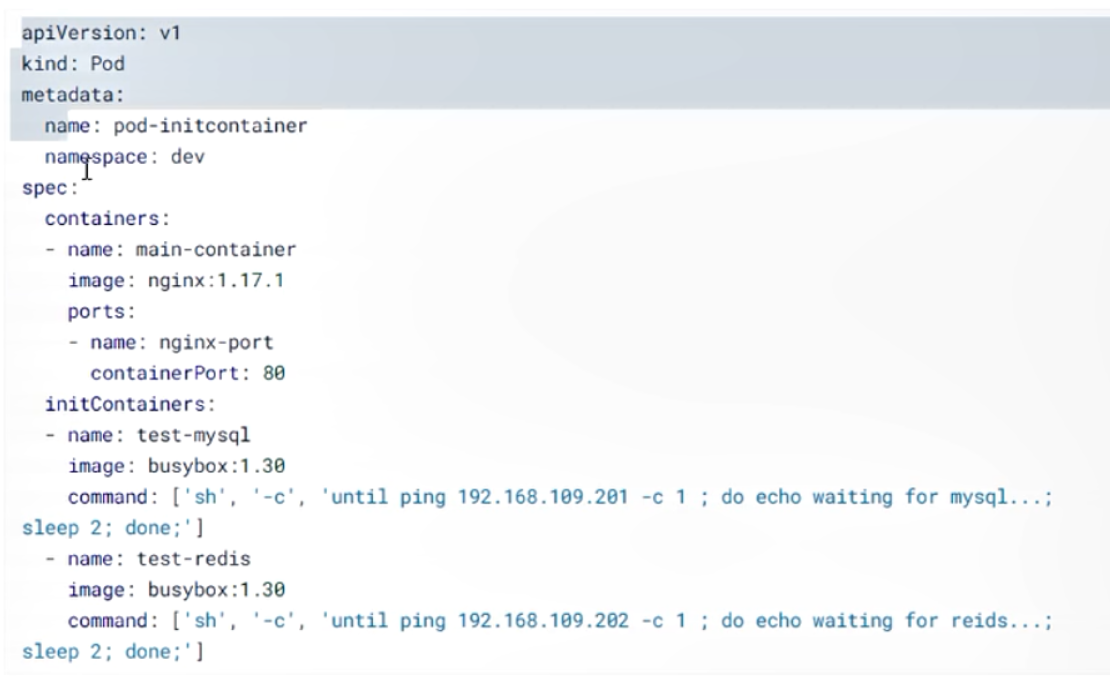 apiVersion: v1
kind: Pod
metadata:
  name: pod-initcontainer
  namespace: dev
spec:
  containers:
  - name: main-container
    image: nginx:1.17.1
    ports:
    - name: nginx-port
      containerPort: 80
  initContainers:
  - name: test-mysql
    image: busybox:1.30
    command: ['sh', '-c', 'until ping 192.168.109.201 -c 1 ; do echo waiting for mysql...;
sleep 2; done;']
  - name: test-redis
    image: busybox:1.30
    command: ['sh', '-c', 'until ping 192.168.109.202 -c 1 ; do echo waiting for reids...;
sleep 2; done;']